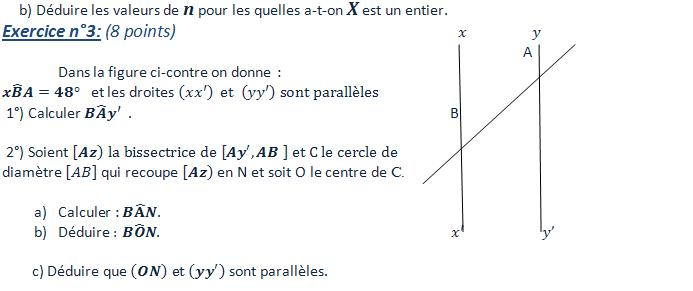 b) Déduire les valeurs de n pour les quelles a-t-on X est un entier.
Exercice n°3: (8 points)
x y
A
Dans la figure ci-contre on donne :
xB̂A = 48° et les droites (xx′) et (yy′) sont parallèles
1°) Calculer BÂy′ .
B
2°) Soient [Az) la bissectrice de [Ay′,AB ] et C le cercle de
diamètre [AB] qui recoupe [Az) en N et soit O le centre de C.
a) Calculer : BÂN.
b) Déduire : BÔN.
x′ y′
c) Déduire que (ON) et (yy′) sont parallèles.